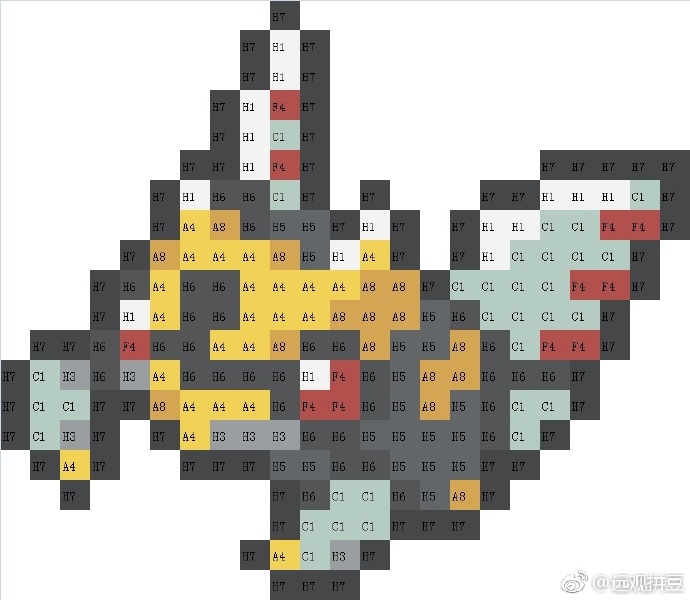 H7
H7 H1 H7
H7 H1 H7
H7 H1 F4 H7
H7 H1 C1 H7
H7 H7 H1 F4 H7 H7 H7 H7 H7 H7
H7 H1 H6 H6 C1 H7 H7 H7 H7 H1 H1 H1 C1 H7
H7 A4 A8 H6 H5 H5 H7 H1 H7 H7 H1 H1 C1 C1 F4 F4 H7
H7 A8 A4 A4 A4 A8 H5 H1 A4 H7 H7 H1 C1 C1 C1 C1 H7
H7 H6 A4 H6 H6 A4 A4 A4 A4 A8 A8 H7 C1 C1 C1 C1 F4 F4 H7
H7 H1 A4 H6 H6 A4 A4 A4 A8 A8 A8 H5 H6 C1 C1 C1 C1 H7
H7 H7 H6 F4 H6 H6 A4 A4 A8 H6 H6 A8 H5 H5 A8 H6 C1 F4 F4 H7
H7 C1 H3 H6 H3 A4 H6 H6 H6 H6 H1 F4 H6 H5 A8 A8 H6 H6 H6 H7
H7 C1 C1 H7 H7 A8 A4 A4 A4 H6 F4 F4 H6 H6 A8 H5 H6 C1 C1 H7
H7 C1 H3 H7 H7 A4 H3 H3 H3 H6 H6 H6 H5 H5 H5 H6 C1 H7
H7 A4 H7 H7 H7 H7 H5 H5 H6 H6 H5 H5 H5 H7 H7
H7 H7 H6 C1 C1 H6 H5 A8 H7
H7 C1 C1 C1 H7 H7 H7
H7 A4 C1 H3 H7
H7 H7 H7
@远观拼豆